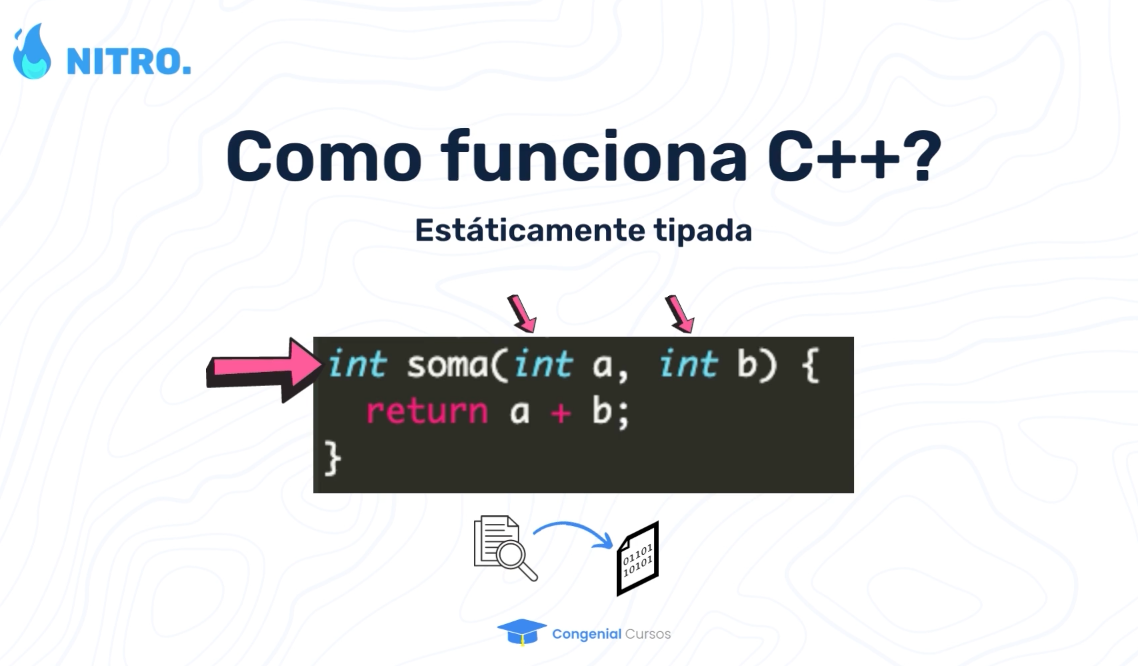 NITRO.
Como funciona C++?
Estáticamente tipada
int soma(int a, int b) {
return a + b;
}
01101
10101
Congenial Cursos